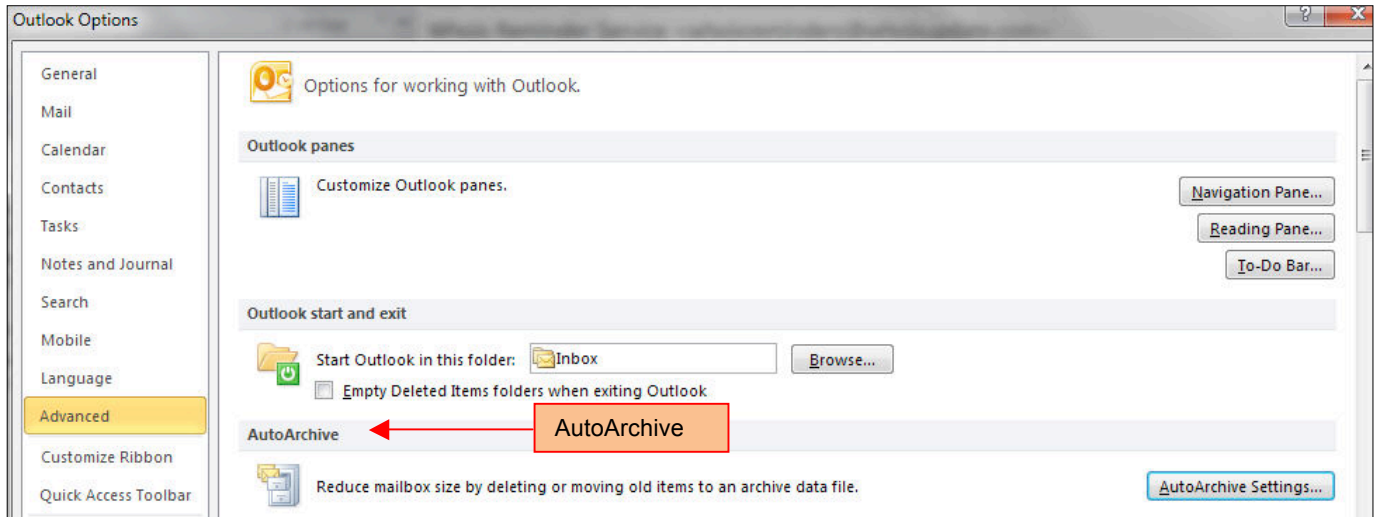 Outlook Options
General
Mail
Calendar
Contacts
Tasks
Notes and Journal
Search
Mobile
Language
Advanced
Customize Ribbon
Quick Access Toolbar
Options for working with Outlook.
Outlook panes
Customize Outlook panes.
Navigation Pane...
Reading Pane...
To-Do Bar...
Outlook start and exit
Start Outlook in this folder: Inbox Browse...
Empty Deleted Items folders when exiting Outlook
AutoArchive AutoArchive
Reduce mailbox size by deleting or moving old items to an archive data file. AutoArchive Settings...